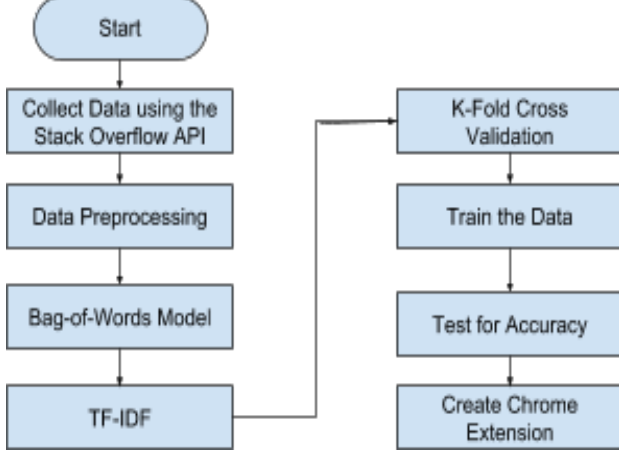 Start
Collect Data using the
Stack Overflow API
Data Preprocessing
Bag-of-Words Model
TF-IDF
K-Fold Cross
Validation
Train the Data
Test for Accuracy
Create Chrome
Extension